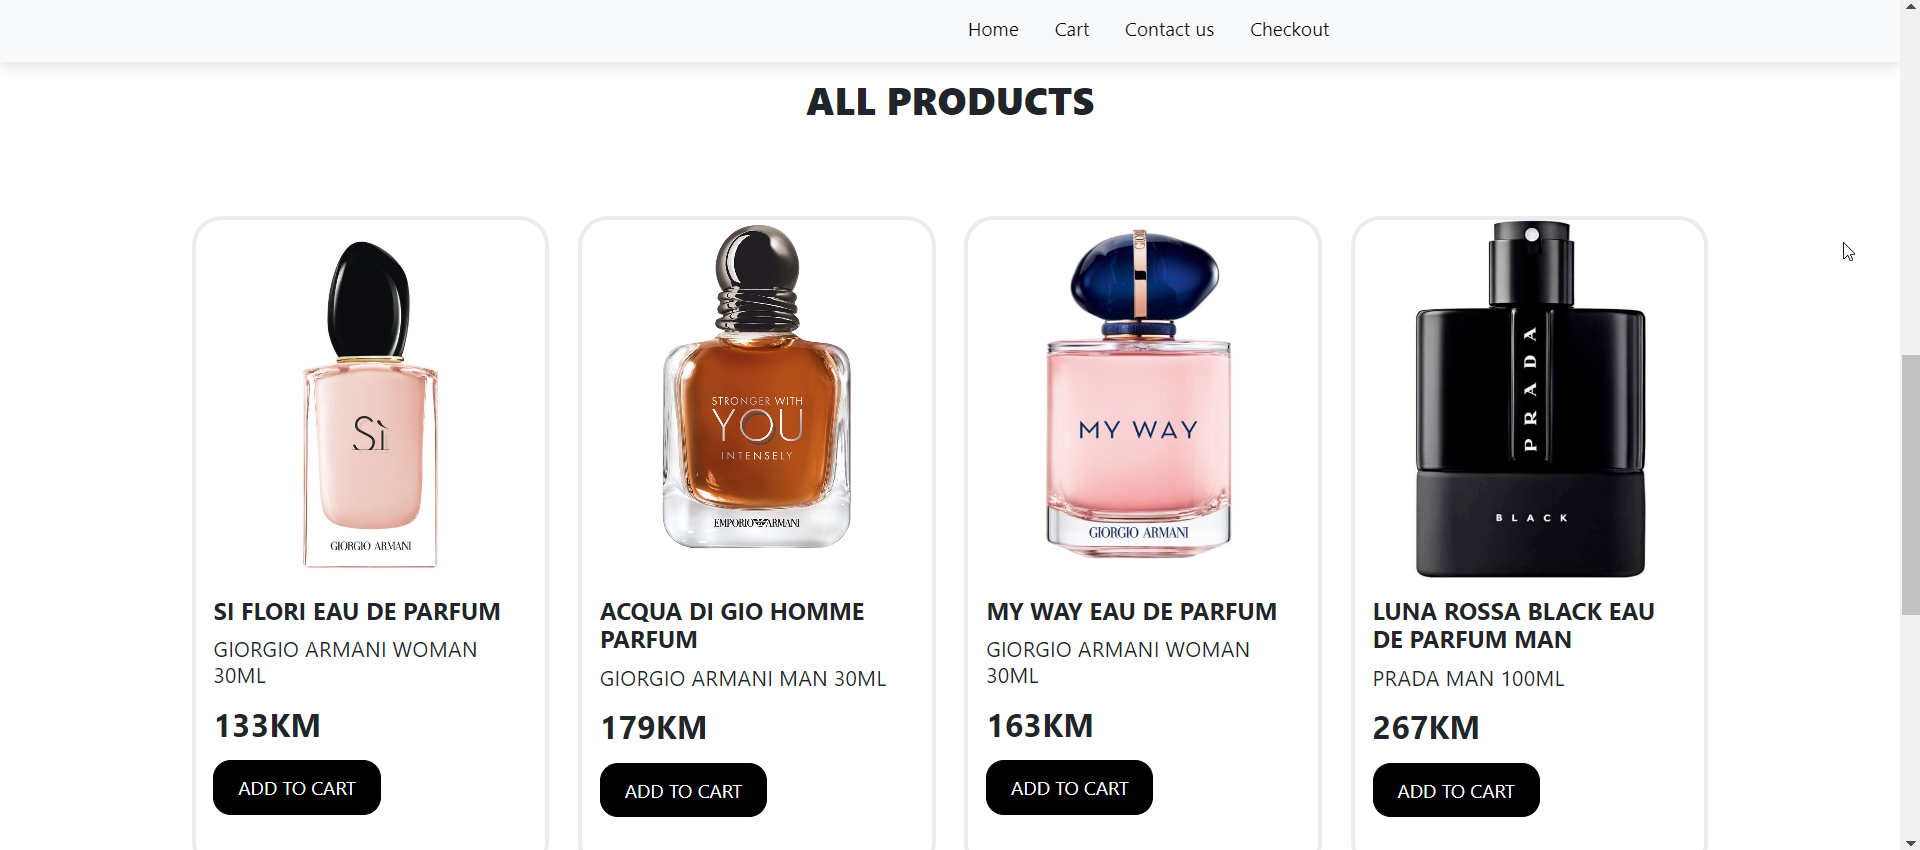 Home Cart Contact us Checkout
ALL PRODUCTS
Sì
GIORGIO ARMANI
STRONGER WITH
YOU
INTENSELY
EMPORIO ARMANI
MY WAY
GIORGIO ARMANI
PRADA
BLACK
SI FLORI EAU DE PARFUM
GIORGIO ARMANI WOMAN
30ML
133KM
ADD TO CART
ACQUA DI GIO HOMME
PARFUM
GIORGIO ARMANI MAN 30ML
179KM
ADD TO CART
MY WAY EAU DE PARFUM
GIORGIO ARMANI WOMAN
30ML
163KM
ADD TO CART
LUNA ROSSA BLACK EAU
DE PARFUM MAN
PRADA MAN 100ML
267KM
ADD TO CART